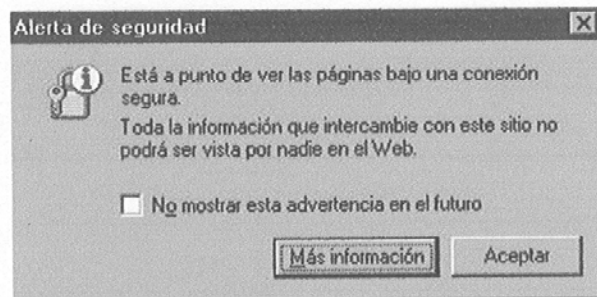 Alerta de seguridad
Está a punto de ver las páginas bajo una conexión
segura.
Toda la información que intercambie con este sitio no
podrá ser vista por nadie en el Web.
No mostrar esta advertencia en el futuro
Más información
Aceptar